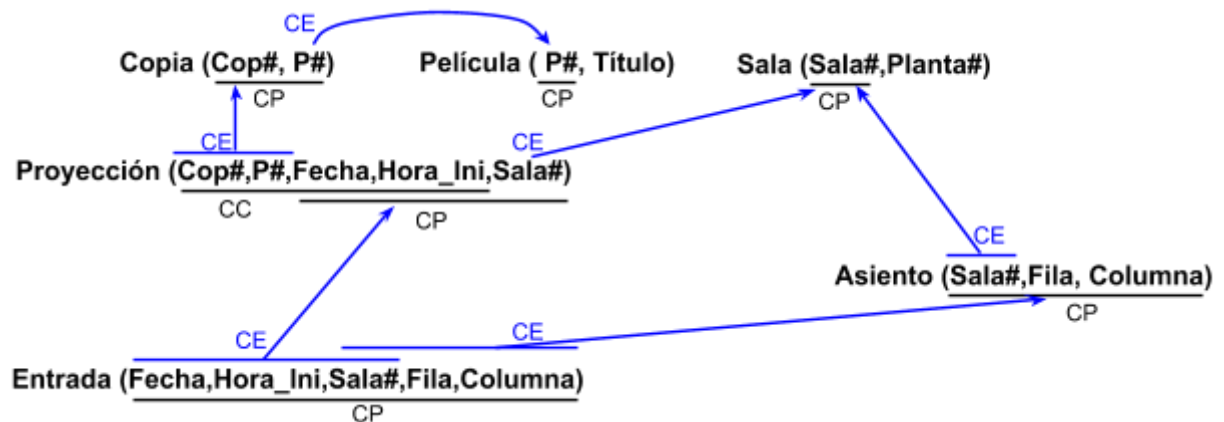 CE
Copia (Cop#, P#) Película ( P#, Título) Sala (Sala#,Planta#)
CP CP CP
CE CE
Proyección (Cop#,P#,Fecha,Hora_Ini,Sala#)
CC CP
CE
Asiento (Sala#,Fila, Columna)
CP
CE CE
Entrada (Fecha,Hora_Ini,Sala#,Fila,Columna)
CP